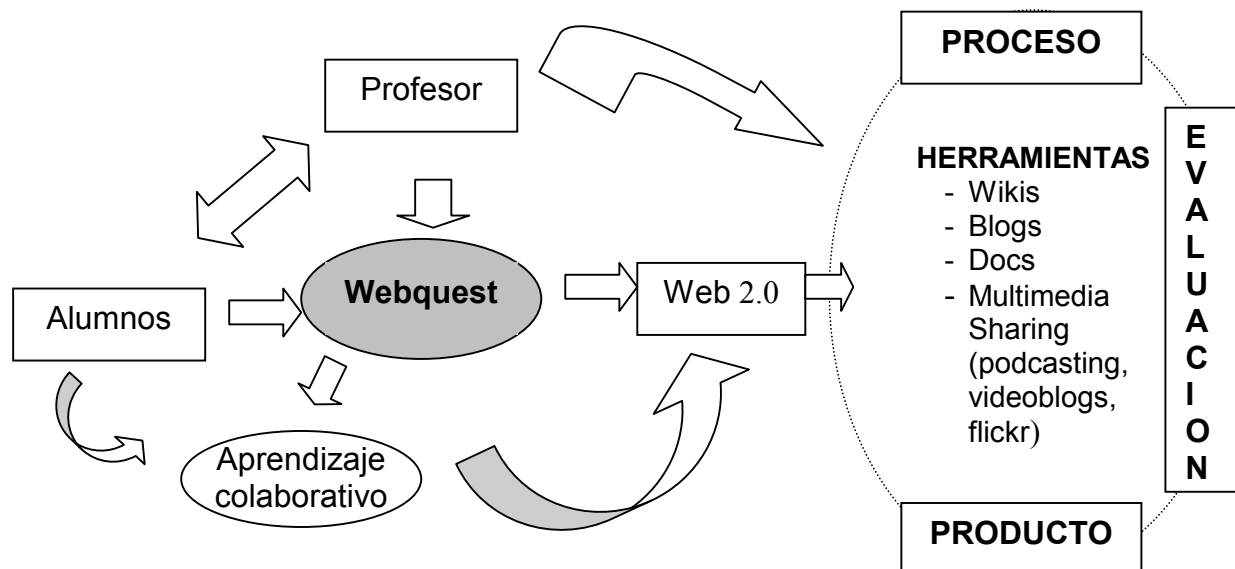 PROCESO
Profesor
HERRAMIENTAS
- Wikis
- Blogs
- Docs
- Multimedia
Sharing
(podcasting,
videoblogs,
flickr)
E
V
A
L
U
A
C
I
O
N
Webquest
Web 2.0
Alumnos
Aprendizaje
colaborativo
PRODUCTO